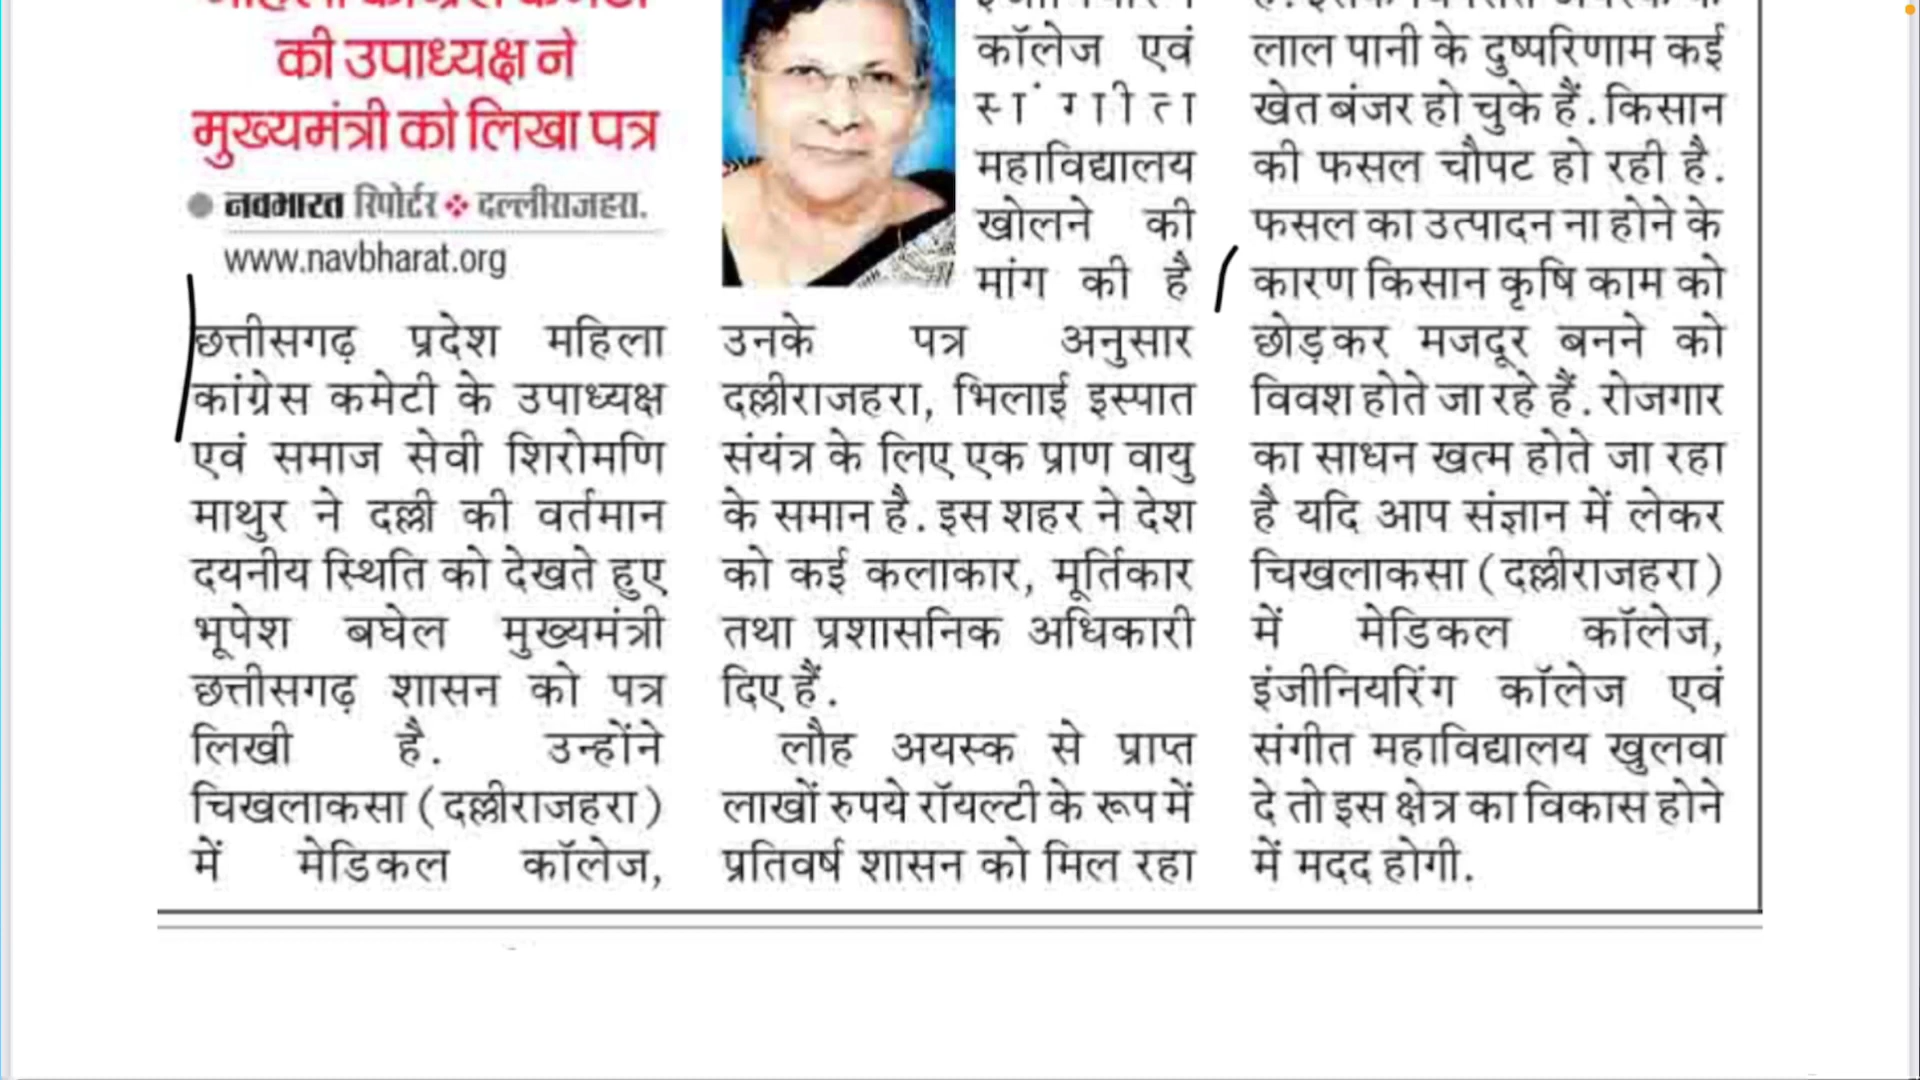 की उपाध्यक्ष ने
मुख्यमंत्री को लिखा पत्र
नवभारत रिपोर्टर दल्लीराजहरा.
www.navbharat.org
छत्तीसगढ़ प्रदेश महिला
कांग्रेस कमेटी के उपाध्यक्ष
एवं समाज सेवी शिरोमणि
माथुर ने दल्ली की वर्तमान
दयनीय स्थिति को देखते हुए
भूपेश बघेल मुख्यमंत्री
छत्तीसगढ़ शासन को पत्र
लिखी है. उन्होंने
चिखलाकसा (दल्लीराजहरा)
में मेडिकल कॉलेज,
कॉलेज एवं
सांगीता
महाविद्यालय
खोलने की
मांग की है
उनके पत्र अनुसार
दल्लीराजहरा, भिलाई इस्पात
संयंत्र के लिए एक प्राण वायु
के समान है. इस शहर ने देश
को कई कलाकार, मूर्तिकार
तथा प्रशासनिक अधिकारी
दिए हैं.
लौह अयस्क से प्राप्त
लाखों रुपये रॉयल्टी के रूप में
प्रतिवर्ष शासन को मिल रहा
लाल पानी के दुष्परिणाम कई
खेत बंजर हो चुके हैं. किसान
की फसल चौपट हो रही है.
फसल का उत्पादन ना होने के
कारण किसान कृषि काम को
छोड़कर मजदूर बनने को
विवश होते जा रहे हैं. रोजगार
का साधन खत्म होते जा रहा
है यदि आप संज्ञान में लेकर
चिखलाकसा (दल्लीराजहरा)
में मेडिकल कॉलेज,
इंजीनियरिंग कॉलेज एवं
संगीत महाविद्यालय खुलवा
दे तो इस क्षेत्र का विकास होने
में मदद होगी.